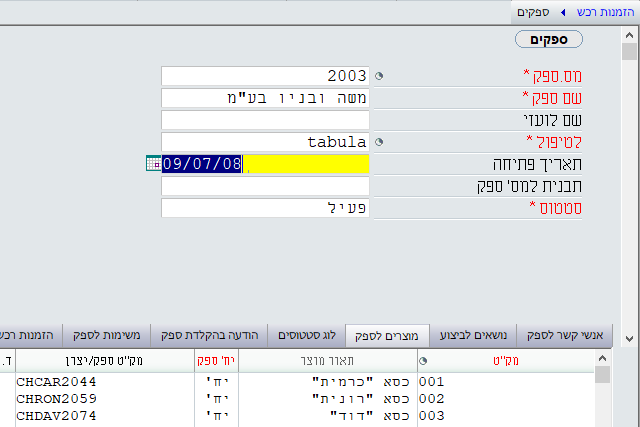 הזמנות רכש ספקים
ספקים
מס.ספק * 2003
שם ספק * משה ובניו בע"מ
שם לועזי
לטיפול * tabula
תאריך פתיחה 09/07/08
תבנית למס' ספק
סטטוס * פעיל
אנשי קשר לספק נושאים לביצוע מוצרים לספק לוג סטטוסים הודעה בהקלדת ספק משימות לספק הזמנות רכש
מק"ט תאור מוצר יח' ספק מק"ט ספק/יצרן ד.
001 כסא "כרמית" יח' CHCAR2044
002 כסא "רונית" יח' CHRON2059
003 כסא "דוד" יח' CHDAV2074